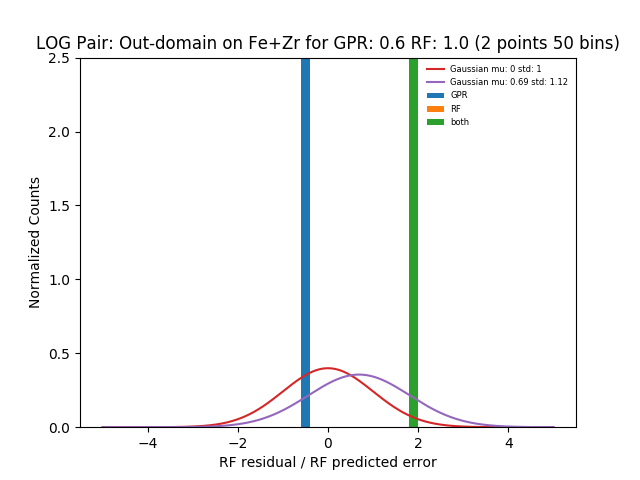 LOG Pair: Out-domain on Fe+Zr for GPR: 0.6 RF: 1.0 (2 points 50 bins)
2.5
2.0
1.5
1.0
0.5
0.0
Normalized Counts
Gaussian mu: 0 std: 1
Gaussian mu: 0.69 std: 1.12
GPR
RF
both
−4 −2 0 2 4
RF residual / RF predicted error